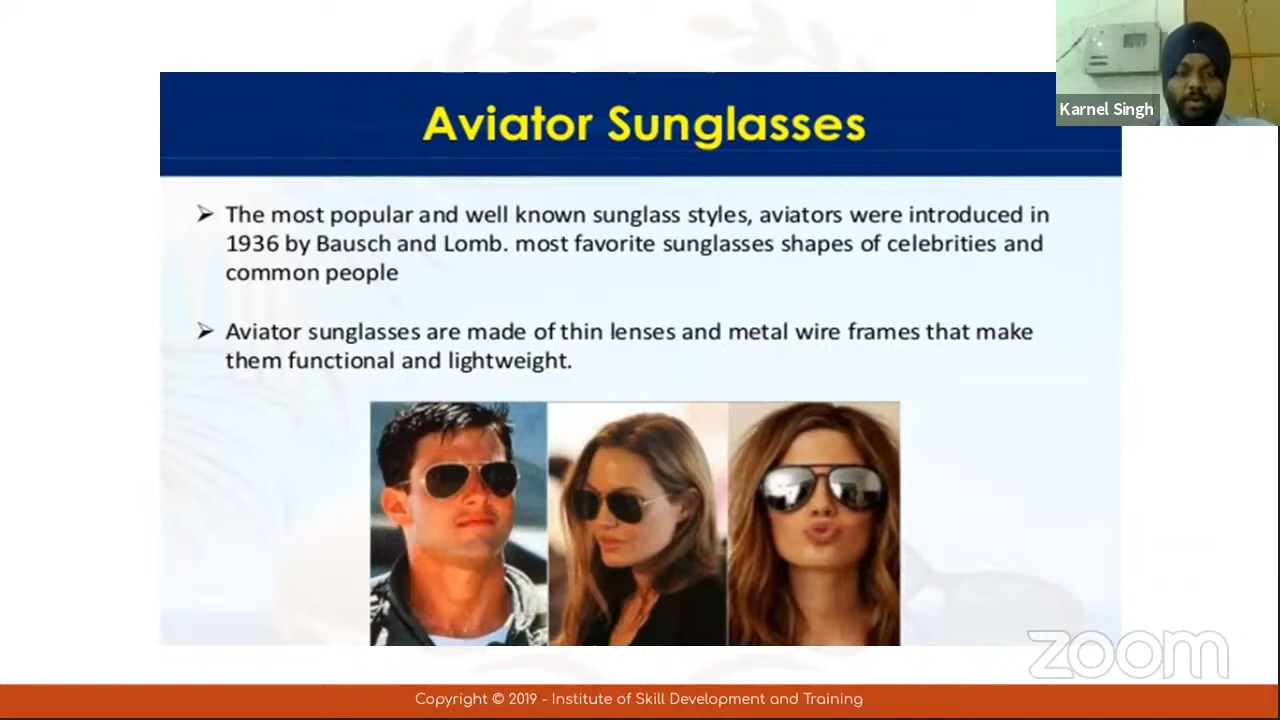 Karnel Singh
Aviator Sunglasses
The most popular and well known sunglass styles, aviators were introduced in
1936 by Bausch and Lomb. most favorite sunglasses shapes of celebrities and
common people
Aviator sunglasses are made of thin lenses and metal wire frames that make
them functional and lightweight.
zoom
Copyright © 2019 - Institute of Skill Development and Training